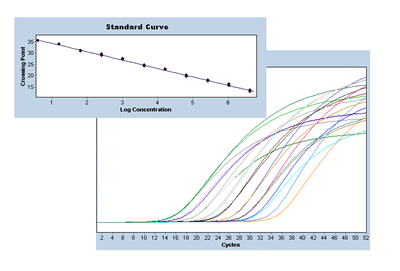 Standard Curve
Crossing Point
35
30
25
20
15
1 2 3 4 5 6
Log Concentration
2 4 6 8 10 12 14 16 18 20 22 24 26 28 30 32 34 36 38 40 42 44 46 48 50 52
Cycles